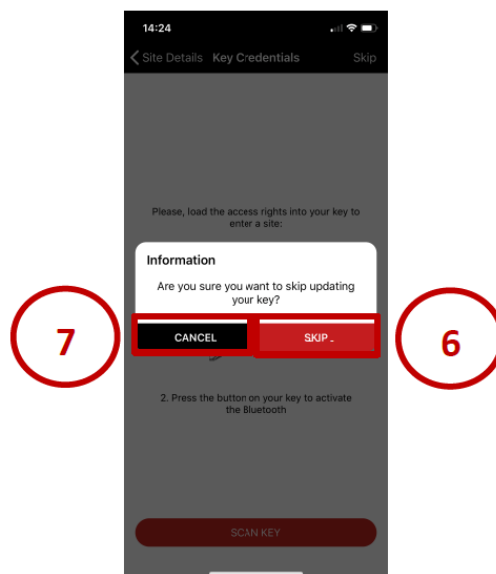 14:24
Site Details Key Credentials Skip
Please, load the access rights into your key to
enter a site:
Information
Are you sure you want to skip updating
your key?
7
CANCEL
SKIP
6
2. Press the button on your key to activate
the Bluetooth
SCAN KEY